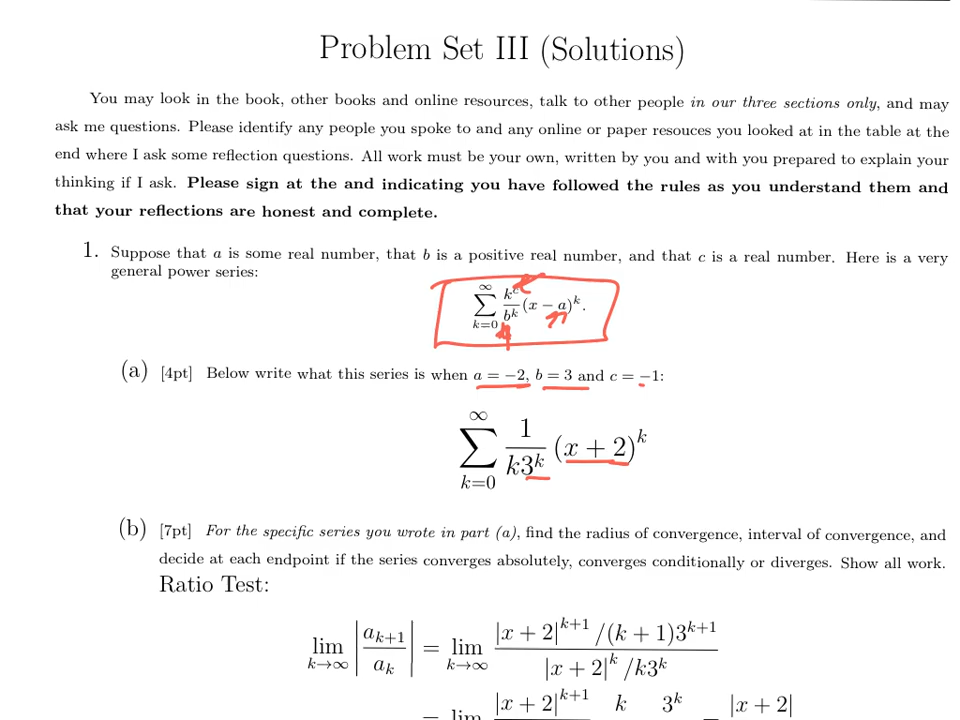 Problem Set III (Solutions)
You may look in the book, other books and online resources, talk to other people in our three sections only, and may
ask me questions. Please identify any people you spoke to and any online or paper resouces you looked at in the table at the
end where I ask some reflection questions. All work must be your own, written by you and with you prepared to explain your
thinking if I ask. Please sign at the and indicating you have followed the rules as you understand them and
that your reflections are honest and complete.
1. Suppose that a is some real number, that b is a positive real number, and that c is a real number. Here is a very
general power series:
∑_{k=0}^{∞} k^c/b^k (x − a)^k.
(a) [4pt] Below write what this series is when a = −2, b = 3 and c = −1:
∑_{k=0}^{∞} 1/(k3^k) (x + 2)^k
(b) [7pt] For the specific series you wrote in part (a), find the radius of convergence, interval of convergence, and
decide at each endpoint if the series converges absolutely, converges conditionally or diverges. Show all work.
Ratio Test:
lim_{k→∞} |a_{k+1}/a_k| = lim_{k→∞} (|x + 2|^{k+1} /(k + 1)3^{k+1})/(|x + 2|^k /k3^k)
= lim |x + 2|^{k+1} k 3^k = |x + 2|